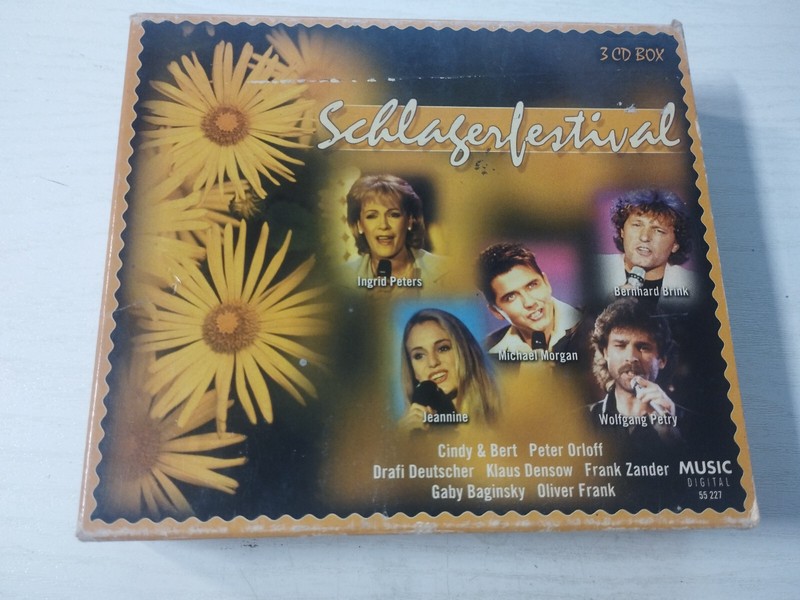 3 CD BOX
Schlagerfestival
Ingrid Peters
Bernhard Brink
Michael Morgan
Jeannine
Wolfgang Petry
Cindy & Bert Peter Orloff
Drafi Deutscher Klaus Densow Frank Zander
Gaby Baginsky Oliver Frank
MUSIC
DIGITAL
55 227